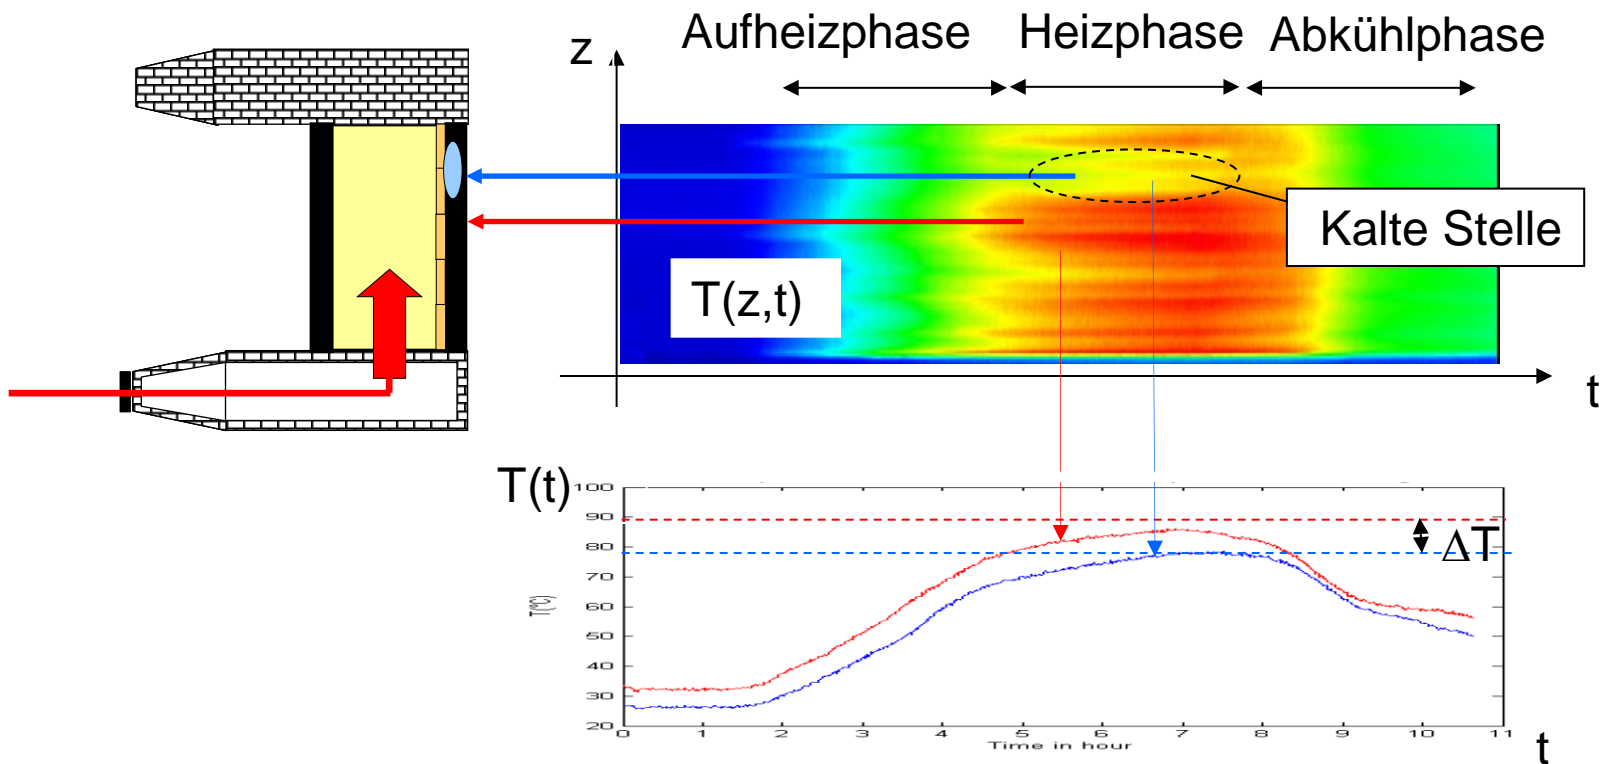 Aufheizphase Heizphase Abkühlphase
z
Kalte Stelle
T(z,t)
t
T(t)
100
90
80
70
60
50
40
30
20
T(°C)
ΔT
0 1 2 3 4 5 6 7 8 9 10 11
Time in hour
t